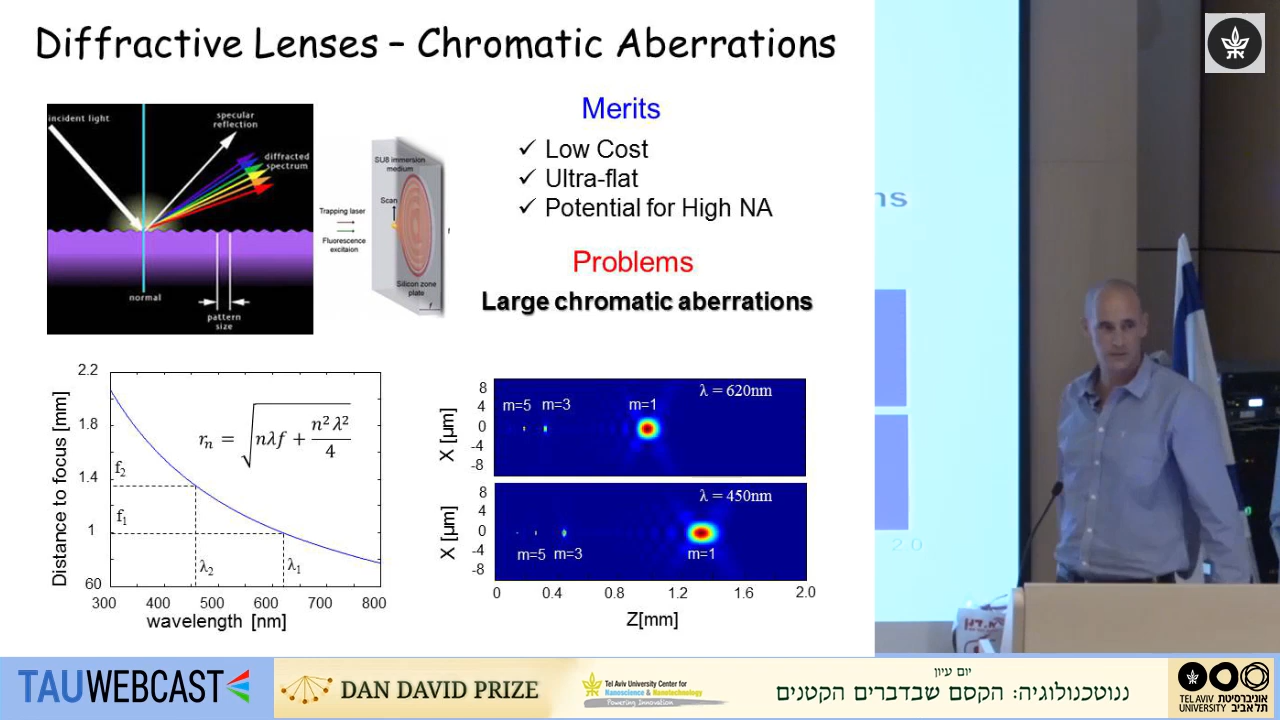 Diffractive Lenses – Chromatic Aberrations
incident light
specular
reflection
diffracted
spectrum
normal
pattern
size
SU8 immersion
medium
Scan
Trapping laser
Fluorescence
excitaion
Silicon zone
plate
f
Merits
✓ Low Cost
✓ Ultra-flat
✓ Potential for High NA
Problems
Large chromatic aberrations
Distance to focus [mm]
2.2
1.8
1.4
1
60
f₂
f₁
λ₂
λ₁
rₙ = √(nλf + n²λ²/4)
300 400 500 600 700 800
wavelength [nm]
X [μm]
8
4
0
-4
-8
λ = 620nm
m=5 m=3 m=1
X [μm]
8
4
0
-4
-8
λ = 450nm
m=5 m=3 m=1
0 0.4 0.8 1.2 1.6 2.0
Z[mm]
ns
2.0
TAUWEBCAST
DAN DAVID PRIZE
Tel Aviv University Center for
Nanoscience & Nanotechnology
Powering Innovation
יום עיון
ננוטכנולוגיה: הקסם שבדברים הקטנים
TEL AVIV אוניברסיטת
UNIVERSITY תל אביב